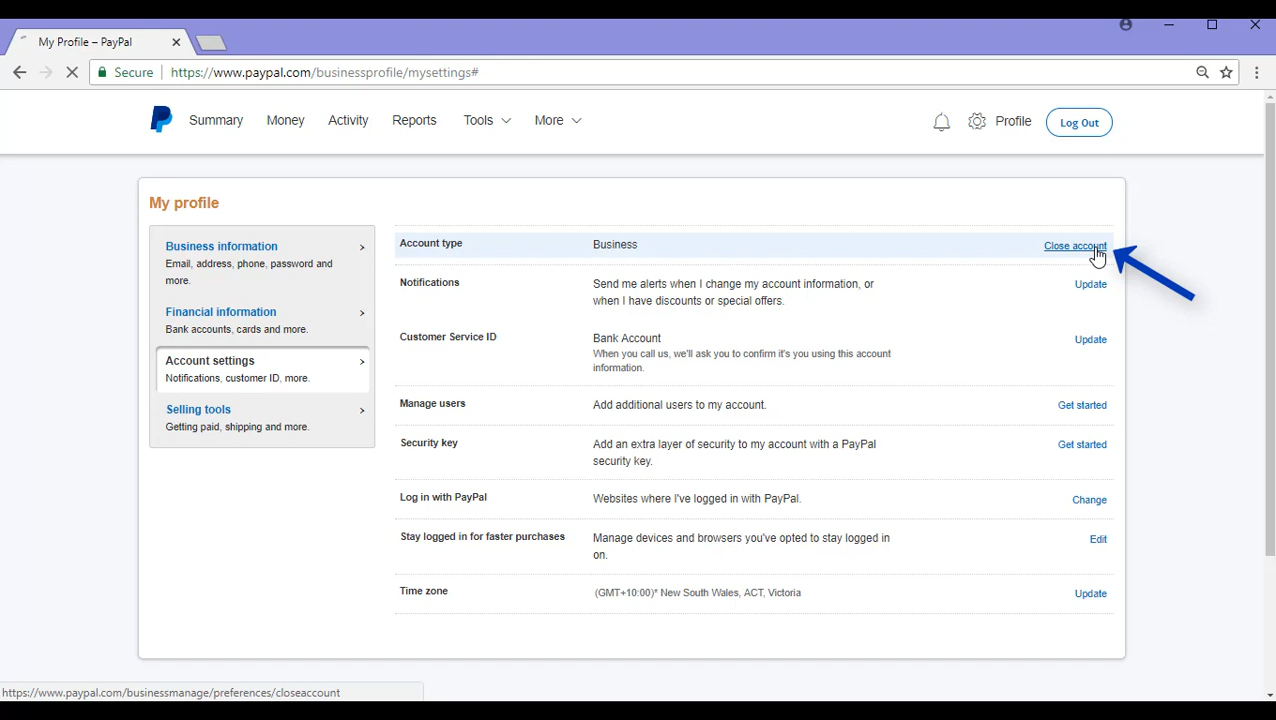 My Profile – PayPal
Secure
https://www.paypal.com/businessprofile/mysettings#
Summary Money Activity Reports Tools More Profile Log Out
My profile
Business information
Email, address, phone, password and
more.
Financial information
Bank accounts, cards and more.
Account settings
Notifications, customer ID, more.
Selling tools
Getting paid, shipping and more.
Account type Business Close account
Notifications Send me alerts when I change my account information, or Update
when I have discounts or special offers.
Customer Service ID Bank Account Update
When you call us, we'll ask you to confirm it's you using this account
information.
Manage users Add additional users to my account. Get started
Security key Add an extra layer of security to my account with a PayPal Get started
security key.
Log in with PayPal Websites where I've logged in with PayPal. Change
Stay logged in for faster purchases Manage devices and browsers you've opted to stay logged in Edit
on.
Time zone (GMT+10:00)* New South Wales, ACT, Victoria Update
https://www.paypal.com/businessmanage/preferences/closeaccount